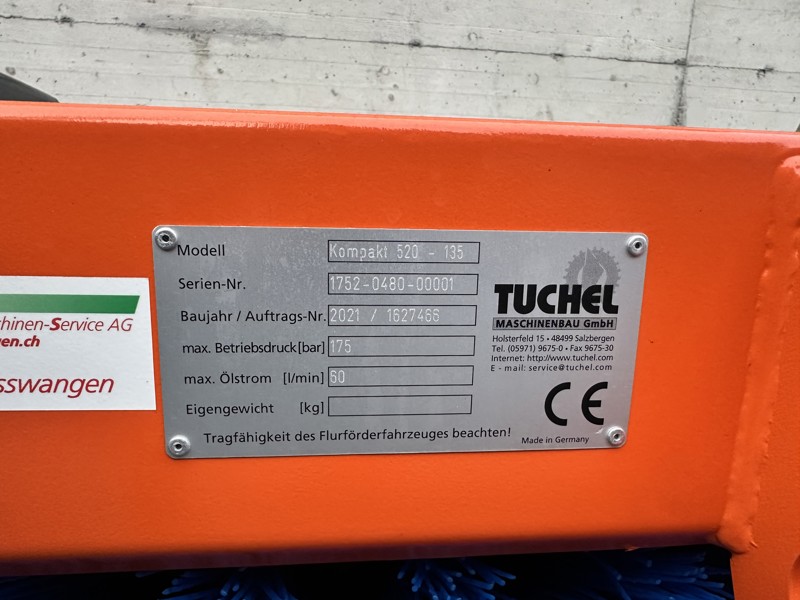 Modell Kompakt 520 - 135
Serien-Nr. 1752-0480-00001
Baujahr / Auftrags-Nr. 2021 / 1627466
max. Betriebsdruck[bar] 175
max. Ölstrom [l/min] 60
Eigengewicht [kg]
Tragfähigkeit des Flurförderfahrzeuges beachten!
TUCHEL
MASCHINENBAU GmbH
Holsterfeld 15 • 48499 Salzbergen
Tel. (05971) 9675-0 • Fax 9675-30
Internet: http://www.tuchel.com
E - mail: service@tuchel.com
CE
Made in Germany
chinen-Service AG
en.ch
sswangen